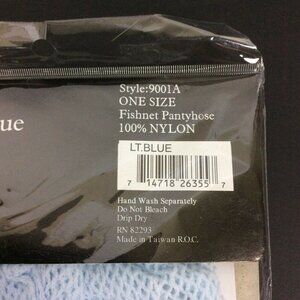 Style:9001A
ONE SIZE
Fishnet Pantyhose
100% NYLON
ue
LT.BLUE
7 14718 26355 7
Hand Wash Separately
Do Not Bleach
Drip Dry
RN 82293
Made in Taiwan R.O.C.